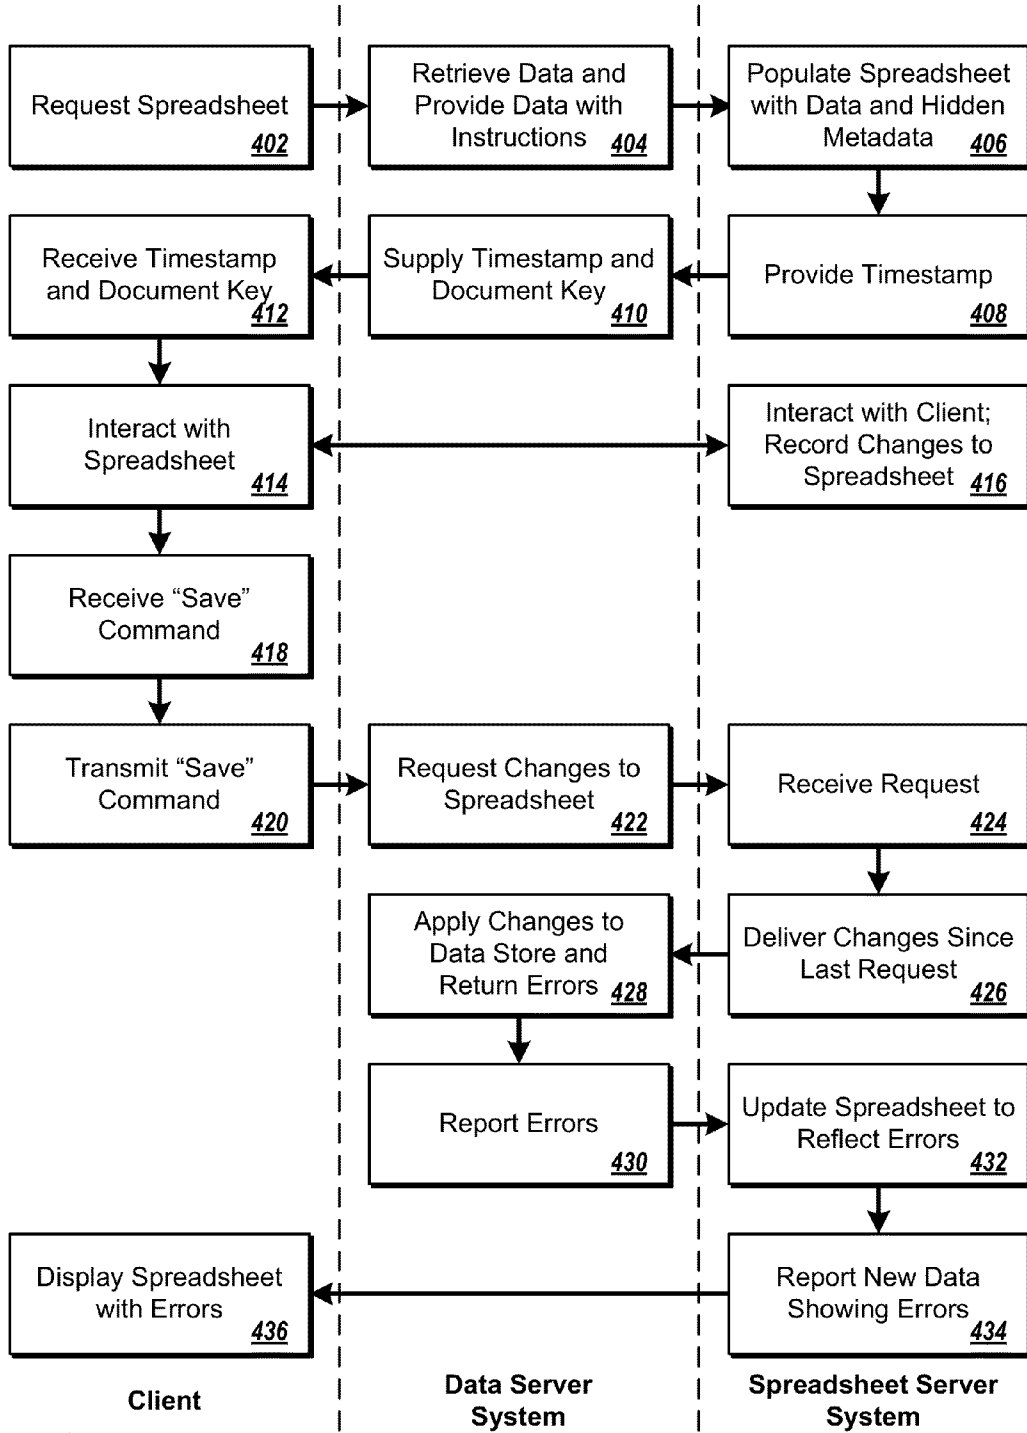 Request Spreadsheet
402
Retrieve Data and
Provide Data with
Instructions
404
Populate Spreadsheet
with Data and Hidden
Metadata
406
Receive Timestamp
and Document Key
412
Supply Timestamp and
Document Key
410
Provide Timestamp
408
Interact with
Spreadsheet
414
Interact with Client;
Record Changes to
Spreadsheet
416
Receive “Save”
Command
418
Transmit “Save”
Command
420
Request Changes to
Spreadsheet
422
Receive Request
424
Apply Changes to
Data Store and
Return Errors
428
Deliver Changes Since
Last Request
426
Report Errors
430
Update Spreadsheet to
Reflect Errors
432
Display Spreadsheet
with Errors
436
Report New Data
Showing Errors
434
Client
Data Server
System
Spreadsheet Server
System